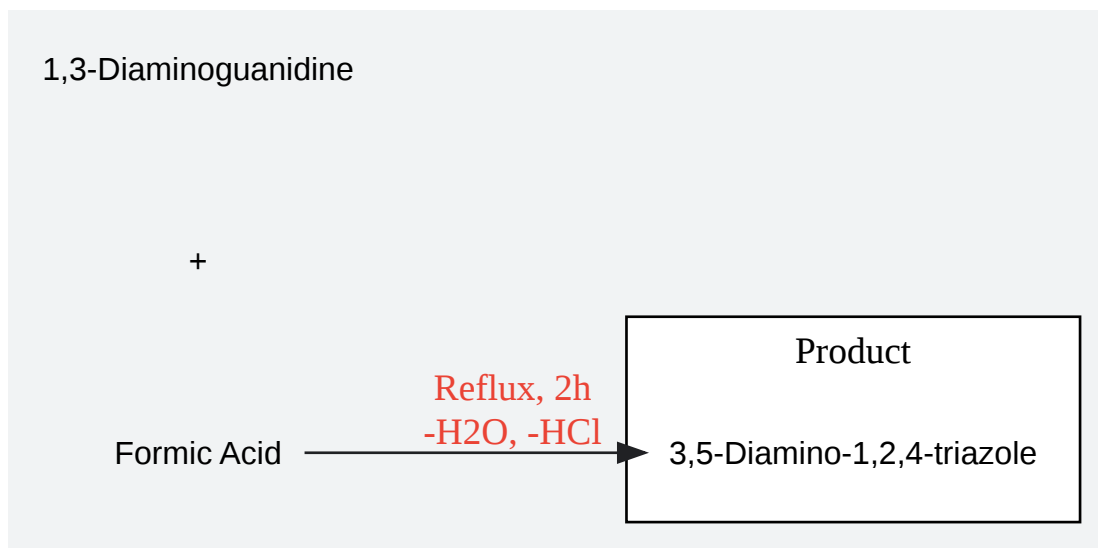 1,3-Diaminoguanidine
+
Formic Acid
Reflux, 2h
-H2O, -HCl
Product
3,5-Diamino-1,2,4-triazole